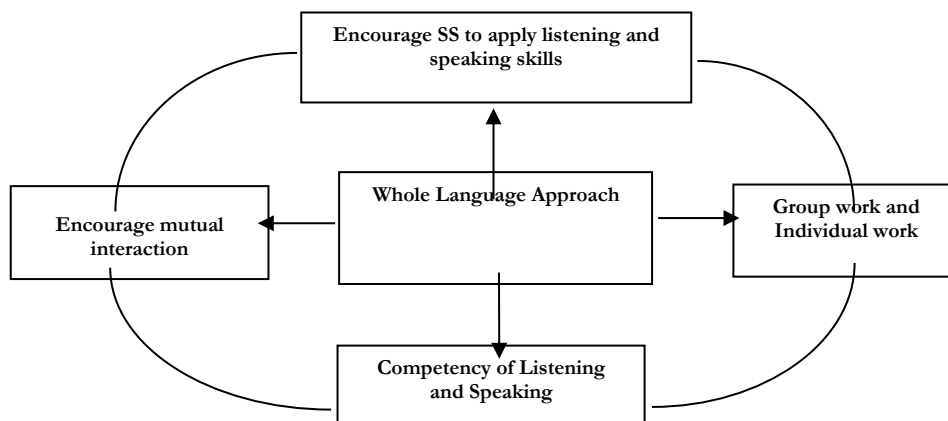 Encourage SS to apply listening and
speaking skills
Whole Language Approach
Encourage mutual
interaction
Group work and
Individual work
Competency of Listening
and Speaking